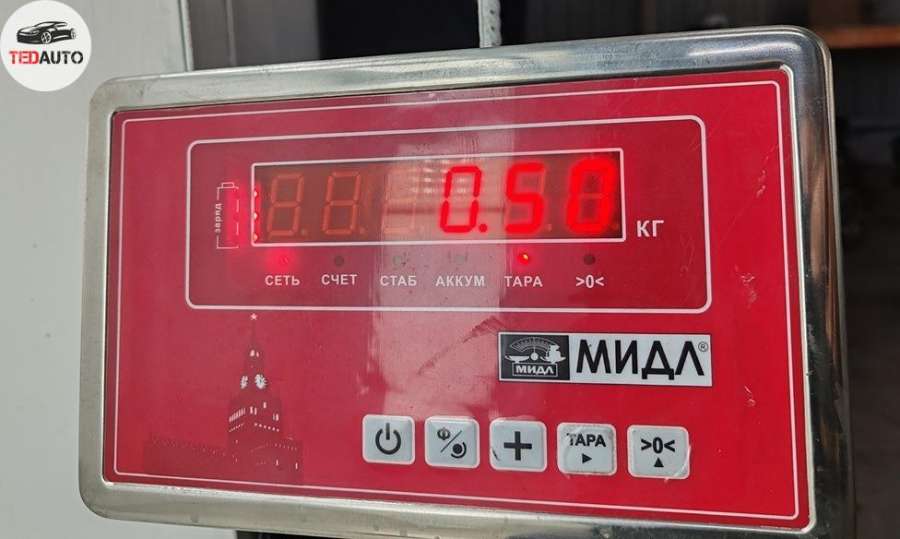 TEDAUTO
заряд
0.50
КГ
СЕТЬ СЧЕТ СТАБ АККУМ ТАРА >0<
МИДЛ МИДЛ®
Ф ТАРА >0<